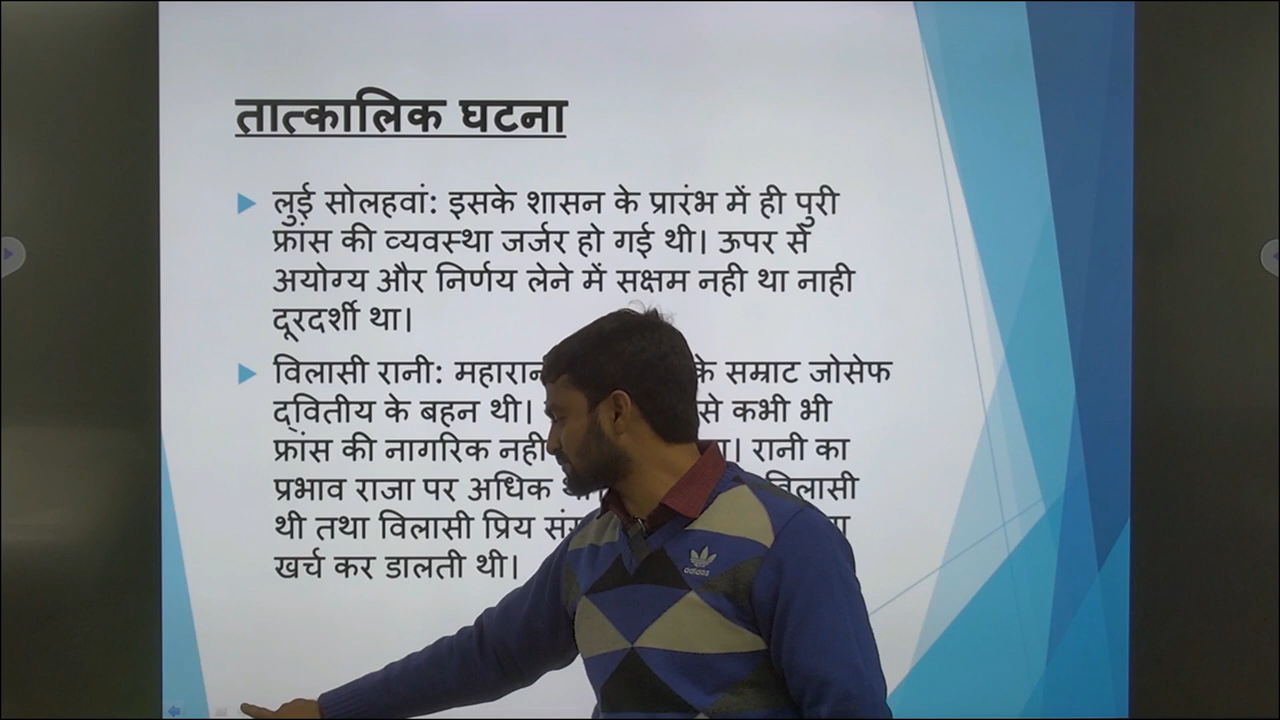 तात्कालिक घटना
लुई सोलहवां: इसके शासन के प्रारंभ में ही पुरी
फ्रांस की व्यवस्था जर्जर हो गई थी। ऊपर से
अयोग्य और निर्णय लेने में सक्षम नही था नाही
दूरदर्शी था।
विलासी रानी: के सम्राट जोसेफ
द्वितीय के बहन थी। से कभी भी
फ्रांस की नागरिक नही रानी का
प्रभाव राजा पर अधिक विलासी
थी तथा विलासी प्रिय
खर्च कर डालती थी।
adidas